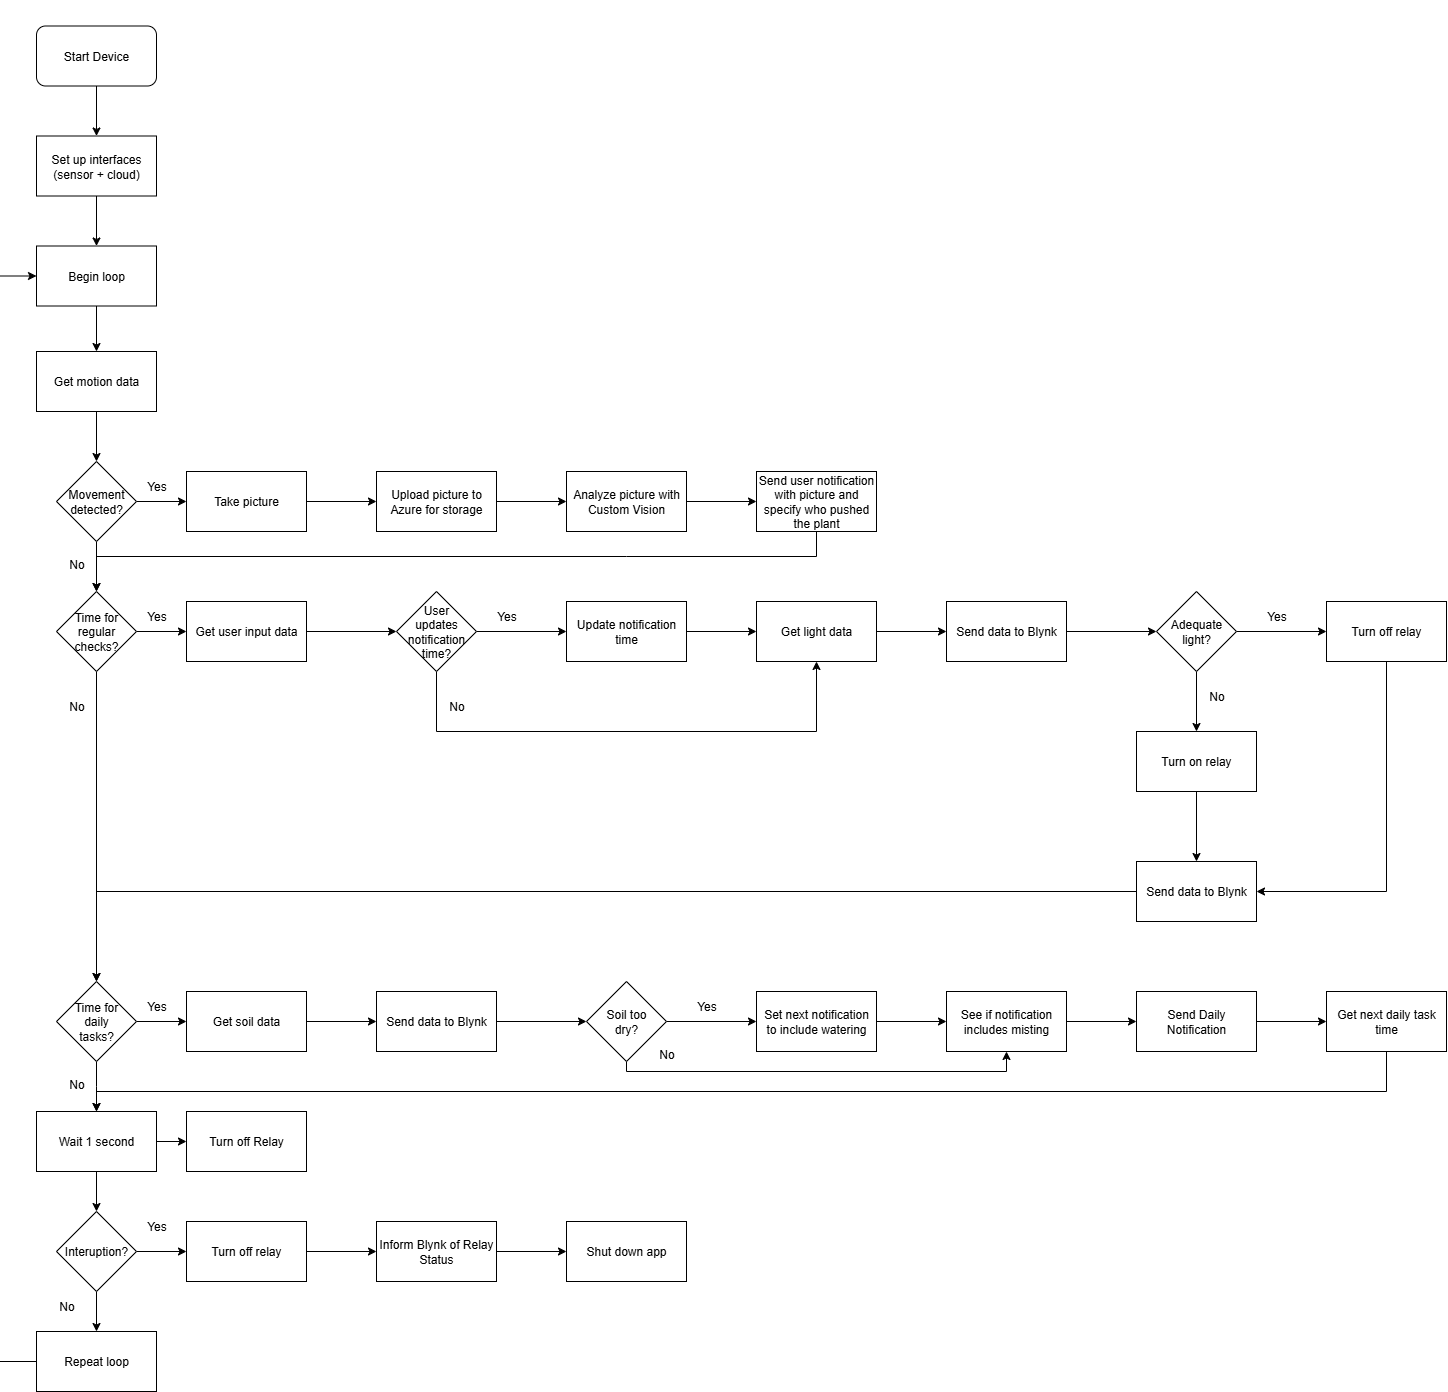 Start Device
Set up interfaces
(sensor + cloud)
Begin loop
Get motion data
Movement
detected?
Yes
Take picture
Upload picture to
Azure for storage
Analyze picture with
Custom Vision
Send user notification
with picture and
specify who pushed
the plant
No
Time for
regular
checks?
Yes
Get user input data
User
updates
notification
time?
Yes
Update notification
time
Get light data
Send data to Blynk
Adequate
light?
Yes
Turn off relay
No
No
No
Turn on relay
Send data to Blynk
Time for
daily
tasks?
Yes
Get soil data
Send data to Blynk
Soil too
dry?
Yes
Set next notification
to include watering
See if notification
includes misting
Send Daily
Notification
Get next daily task
time
No
No
Wait 1 second
Turn off Relay
Interuption?
Yes
Turn off relay
Inform Blynk of Relay
Status
Shut down app
No
Repeat loop